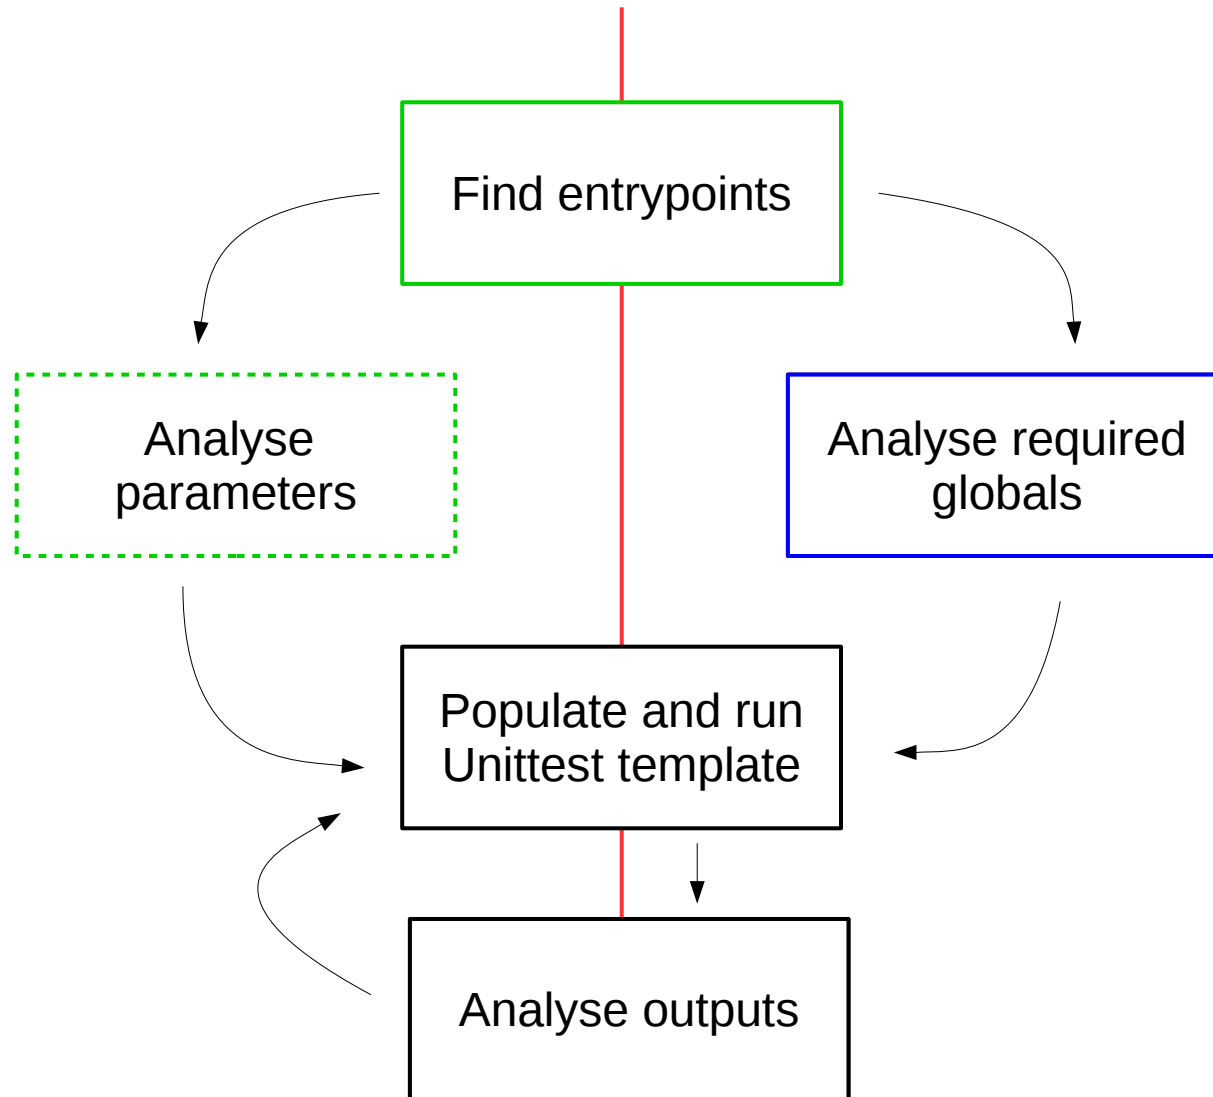 Find entrypoints
Analyse
parameters
Analyse required
globals
Populate and run
Unittest template
Analyse outputs